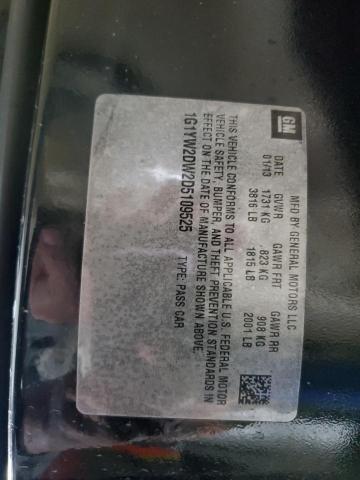 GM
MFD BY GENERAL MOTORS LLC
DATE GVWR GAWR FRT GAWR RR
01/13 1731 KG 823 KG 908 KG
3816 LB 1815 LB 2001 LB
THIS VEHICLE CONFORMS TO ALL APPLICABLE U.S. FEDERAL MOTOR
VEHICLE SAFETY, BUMPER, AND THEFT PREVENTION STANDARDS IN
EFFECT ON THE DATE OF MANUFACTURE SHOWN ABOVE.
1G1YW2DW2D5109525 TYPE: PASS CAR